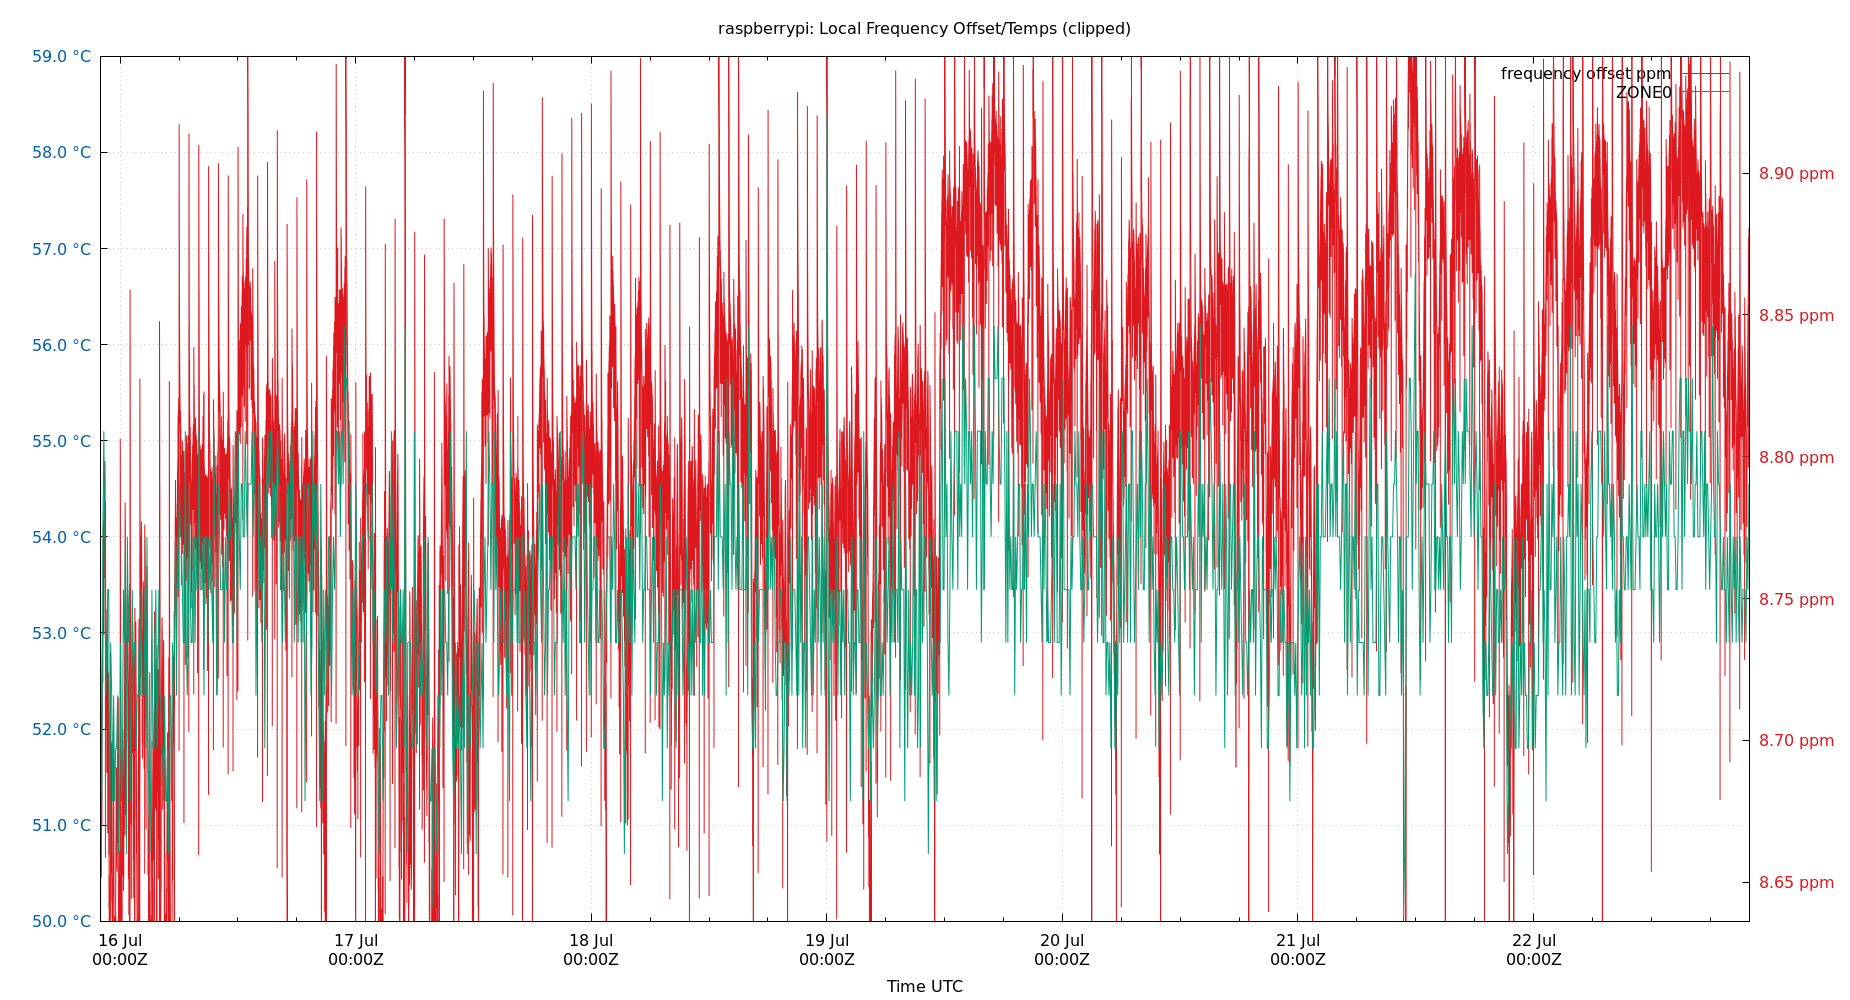 raspberrypi: Local Frequency Offset/Temps (clipped)
59.0 °C
58.0 °C
57.0 °C
56.0 °C
55.0 °C
54.0 °C
53.0 °C
52.0 °C
51.0 °C
50.0 °C
frequency offset ppm
ZONE0
8.90 ppm
8.85 ppm
8.80 ppm
8.75 ppm
8.70 ppm
8.65 ppm
16 Jul 17 Jul 18 Jul 19 Jul 20 Jul 21 Jul 22 Jul
00:00Z 00:00Z 00:00Z 00:00Z 00:00Z 00:00Z 00:00Z
Time UTC